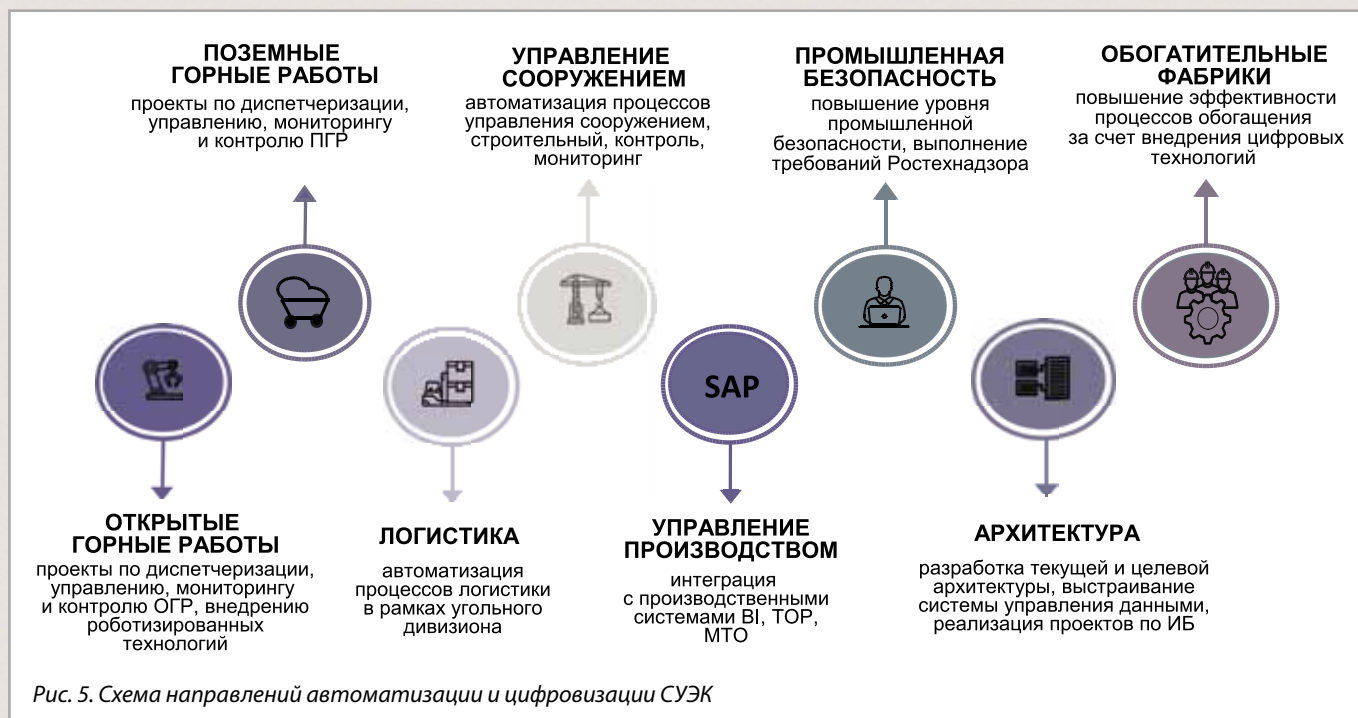 ПОЗЕМНЫЕ
ГОРНЫЕ РАБОТЫ
проекты по диспетчеризации,
управлению, мониторингу
и контролю ПГР
УПРАВЛЕНИЕ
СООРУЖЕНИЕМ
автоматизация процессов
управления сооружением,
строительный, контроль,
мониторинг
ПРОМЫШЛЕННАЯ
БЕЗОПАСНОСТЬ
повышение уровня
промышленной
безопасности, выполнение
требований Ростехнадзора
ОБОГАТИТЕЛЬНЫЕ
ФАБРИКИ
повышение эффективности
процессов обогащения
за счет внедрения цифровых
технологий
SAP
ОТКРЫТЫЕ
ГОРНЫЕ РАБОТЫ
проекты по диспетчеризации,
управлению, мониторингу
и контролю ОГР, внедрению
роботизированных
технологий
ЛОГИСТИКА
автоматизация
процессов логистики
в рамках угольного
дивизиона
УПРАВЛЕНИЕ
ПРОИЗВОДСТВОМ
интеграция
с производственными
системами BI, ТОР,
МТО
АРХИТЕКТУРА
разработка текущей и целевой
архитектуры, выстраивание
системы управления данными,
реализация проектов по ИБ
Рис. 5. Схема направлений автоматизации и цифровизации СУЭК